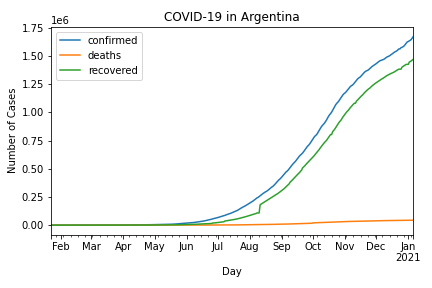 COVID-19 in Argentina
1e6
1.75
1.50
1.25
1.00
0.75
0.50
0.25
0.00
Number of Cases
confirmed
deaths
recovered
Feb Mar Apr May Jun Jul Aug Sep Oct Nov Dec Jan
2021
Day